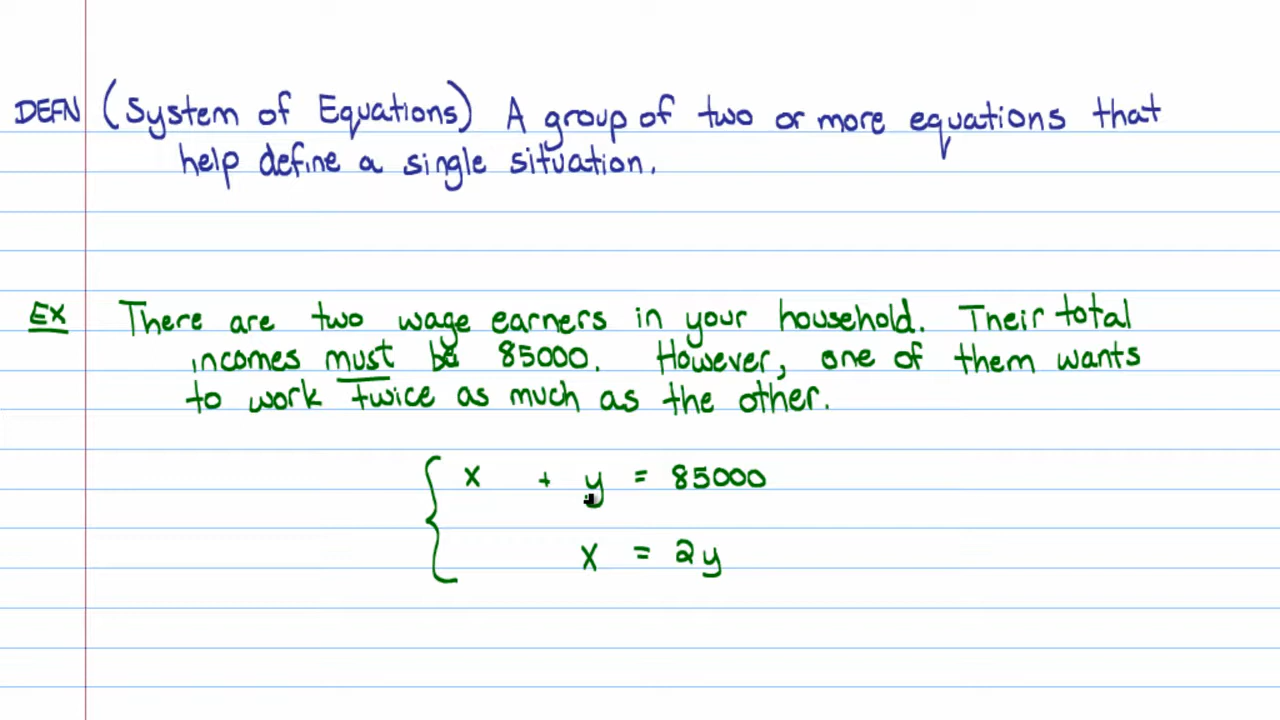 DEFN (System of Equations) A group of two or more equations that
help define a single situation.
EX There are two wage earners in your household. Their total
incomes must be 85000. However, one of them wants
to work twice as much as the other.
x + y = 85000
x = 2y